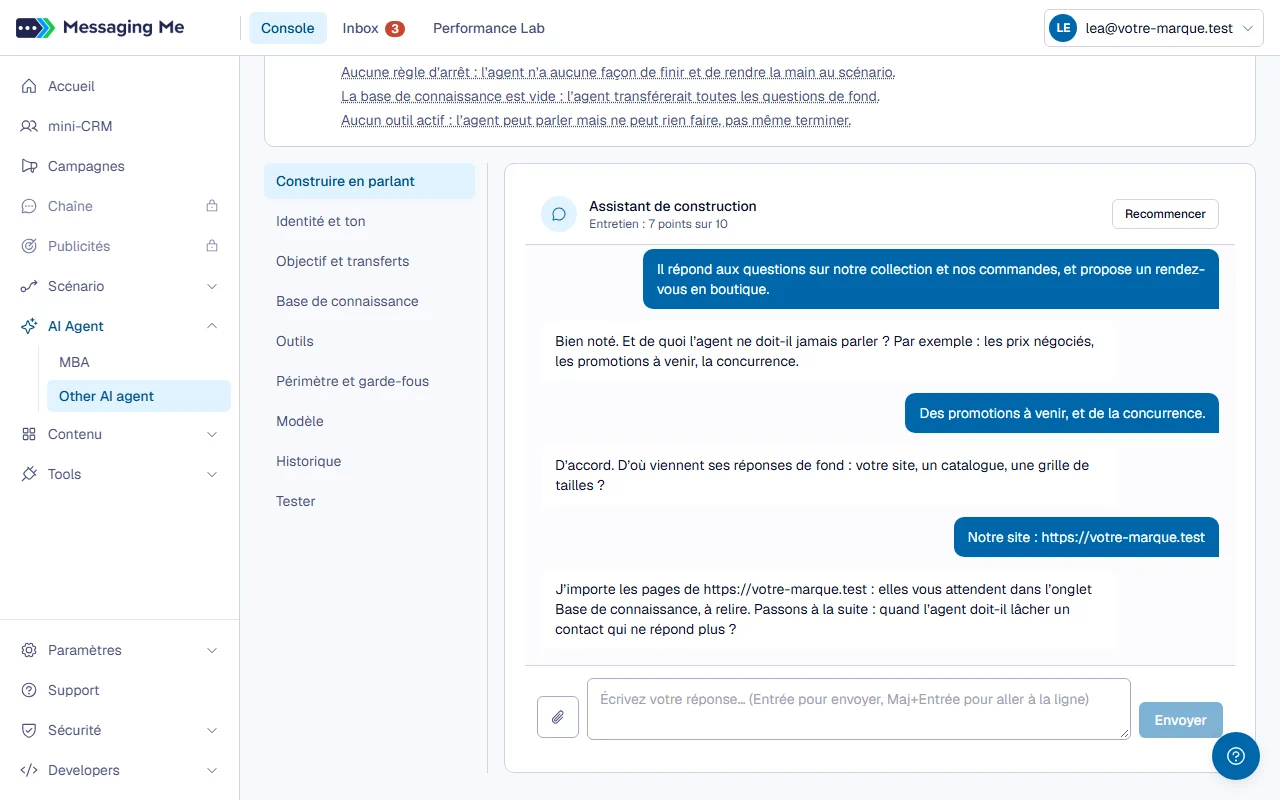 Messaging Me
Console
Inbox 3
Performance Lab
LE
lea@votre-marque.test
Accueil
mini-CRM
Campagnes
Chaîne
Publicités
Scénario
AI Agent
MBA
Other AI agent
Contenu
Tools
Paramètres
Support
Sécurité
Developers
Aucune règle d'arrêt : l'agent n'a aucune façon de finir et de rendre la main au scénario.
La base de connaissance est vide : l'agent transférerait toutes les questions de fond.
Aucun outil actif : l'agent peut parler mais ne peut rien faire, pas même terminer.
Construire en parlant
Identité et ton
Objectif et transferts
Base de connaissance
Outils
Périmètre et garde-fous
Modèle
Historique
Tester
Assistant de construction
Entretien : 7 points sur 10
Recommencer
Il répond aux questions sur notre collection et nos commandes, et propose un rendez-
vous en boutique.
Bien noté. Et de quoi l'agent ne doit-il jamais parler ? Par exemple : les prix négociés,
les promotions à venir, la concurrence.
Des promotions à venir, et de la concurrence.
D'accord. D'où viennent ses réponses de fond : votre site, un catalogue, une grille de
tailles ?
Notre site : https://votre-marque.test
J'importe les pages de https://votre-marque.test : elles vous attendent dans l'onglet
Base de connaissance, à relire. Passons à la suite : quand l'agent doit-il lâcher un
contact qui ne répond plus ?
Écrivez votre réponse… (Entrée pour envoyer, Maj+Entrée pour aller à la ligne)
Envoyer